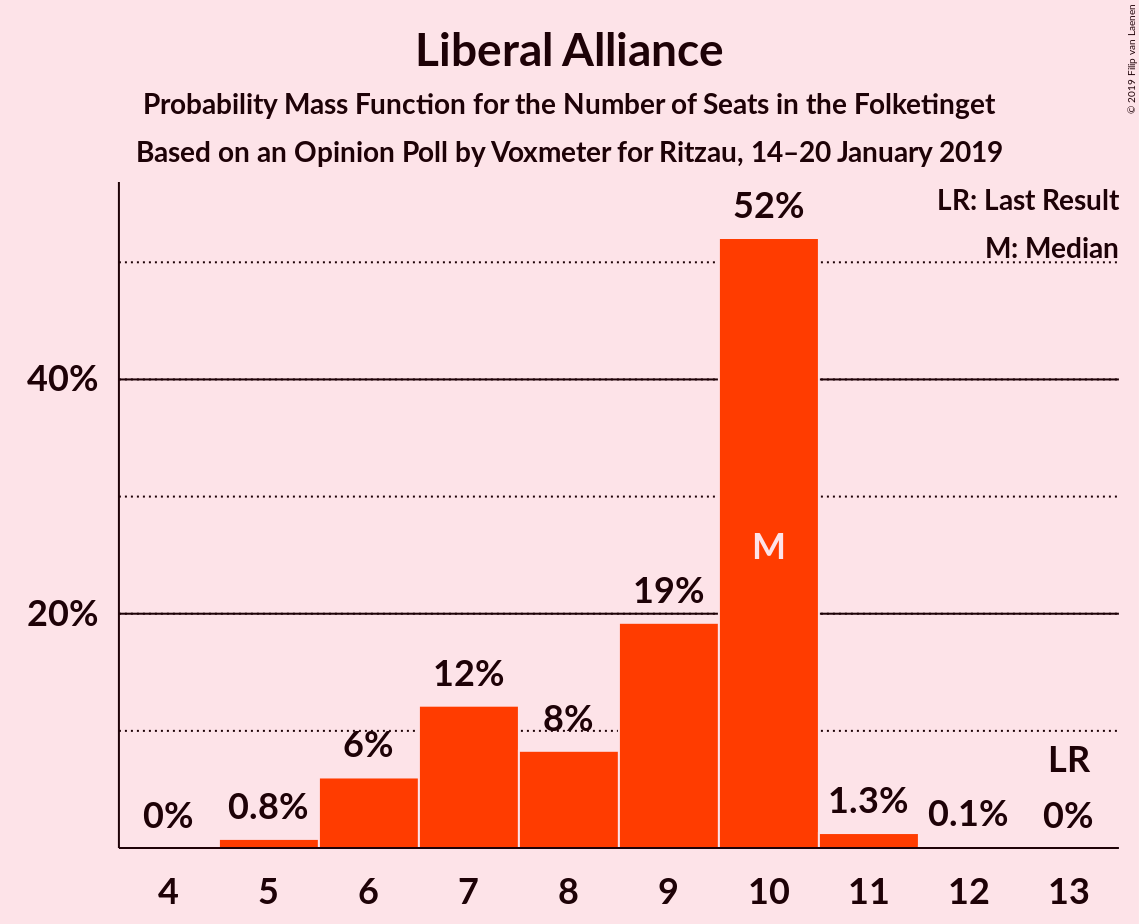 Liberal Alliance
Probability Mass Function for the Number of Seats in the Folketinget
Based on an Opinion Poll by Voxmeter for Ritzau, 14–20 January 2019
© 2019 Filip van Laenen
LR: Last Result
M: Median
40%
20%
0%
0.8%
6%
12%
8%
19%
52%
M
1.3%
0.1%
LR
0%
4 5 6 7 8 9 10 11 12 13